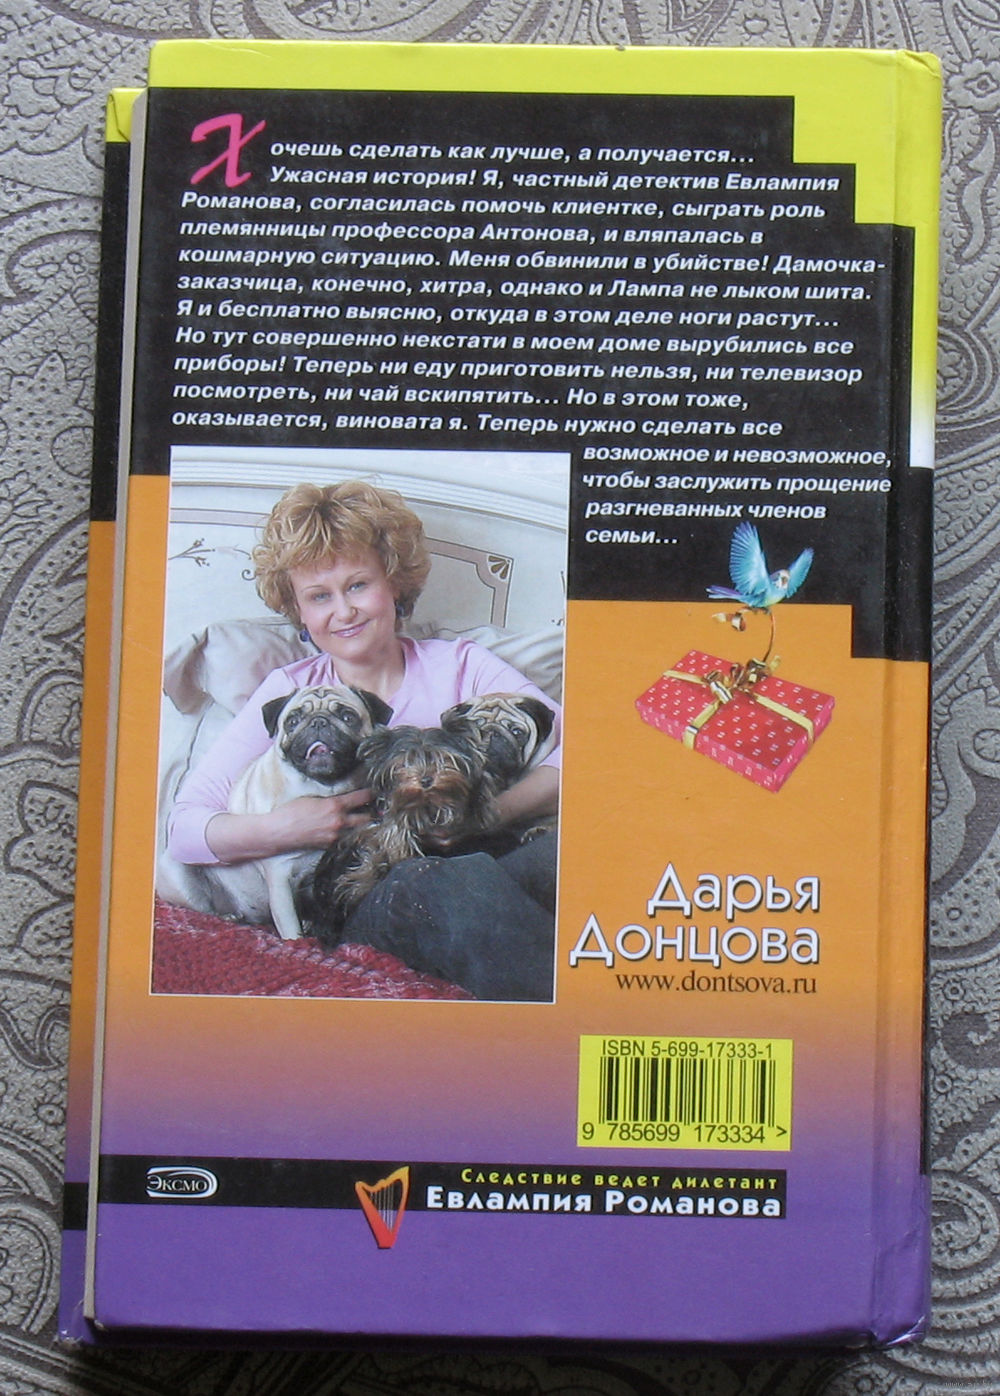 Хочешь сделать как лучше, а получается...
Ужасная история! Я, частный детектив Евлампия
Романова, согласилась помочь клиентке, сыграть роль
племянницы профессора Антонова, и вляпалась в
кошмарную ситуацию. Меня обвинили в убийстве! Дамочка-
заказчица, конечно, хитра, однако и Лампа не лыком шита.
Я и бесплатно выясню, откуда в этом деле ноги растут...
Но тут совершенно некстати в моем доме вырубились все
приборы! Теперь ни еду приготовить нельзя, ни телевизор
посмотреть, ни чай вскипятить... Но в этом тоже,
оказывается, виновата я. Теперь нужно сделать все
возможное и невозможное,
чтобы заслужить прощение
разгневанных членов
семьи...
Дарья
Донцова
www.dontsova.ru
ISBN 5-699-17333-1
9 785699 173334 >
ЭКСМО
Следствие ведет дилетант
Евлампия Романова